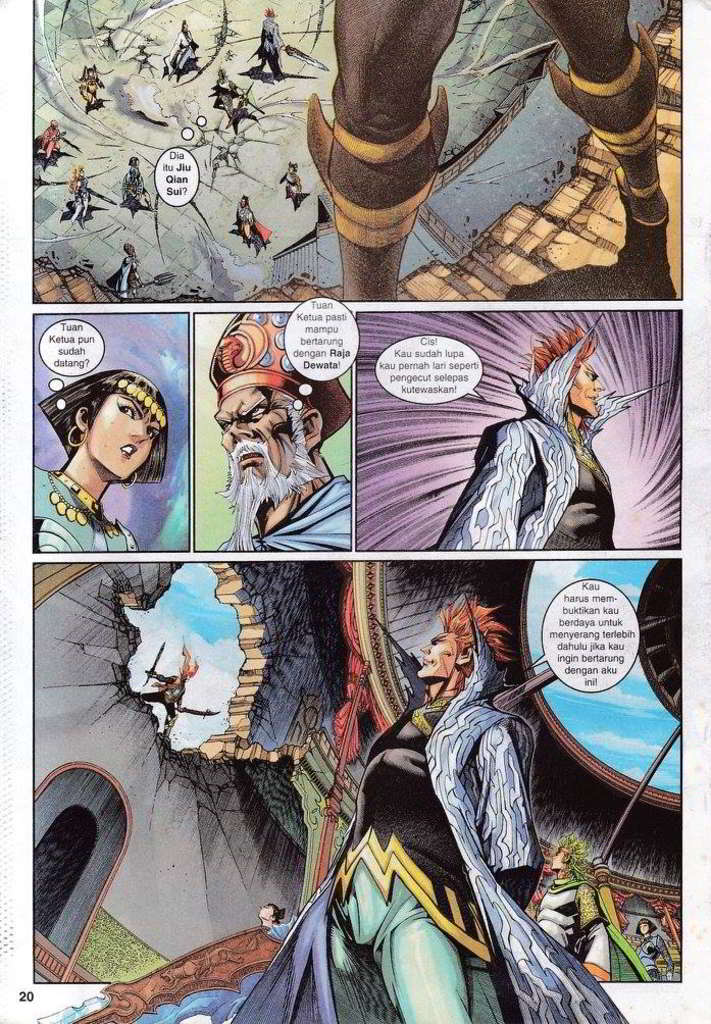 Dia
itu Jiu
Qian
Sui?
Tuan
Ketua pun
sudah
datang?
Tuan
Ketua pasti
mampu
bertarung
dengan Raja
Dewata!
Cis!
Kau sudah lupa
kau pernah lari seperti
pengecut selepas
kutewaskan!
Kau
harus mem-
buktikan kau
berdaya untuk
menyerang terlebih
dahulu jika kau
ingin bertarung
dengan aku
ini!
20